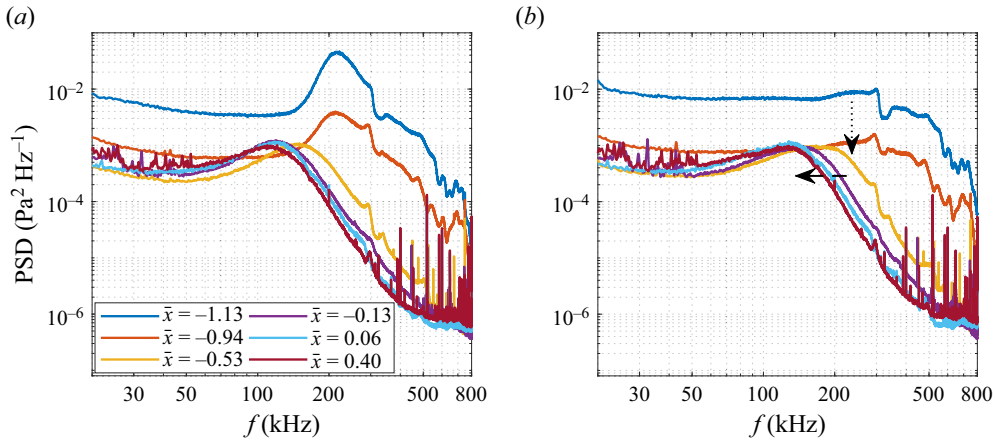 (a)
(b)
10⁻²
10⁻⁴
10⁻⁶
PSD (Pa² Hz⁻¹)
x̄ = –1.13
x̄ = –0.13
x̄ = –0.94
x̄ = 0.06
x̄ = –0.53
x̄ = 0.40
30 50 100 200 400 800
f (kHz)
10⁻²
10⁻⁴
10⁻⁶
30 50 100 200 400 800
f (kHz)